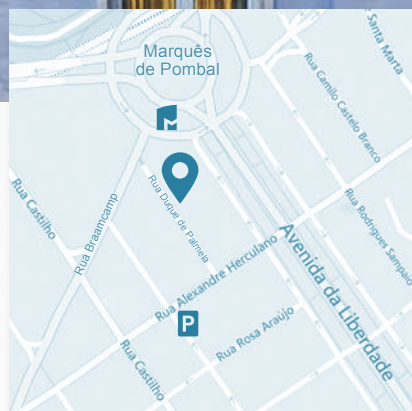 Marquês
de Pombal
Santa Marta
Rua Camilo Castelo Branco
Rua Castilho
Rua Braamcamp
Rua Duque de Palmela
Rua Rodrigues Sampaio
Avenida da Liberdade
Rua Alexandre Herculano
P
Rua Rosa Araújo
Rua Castilho